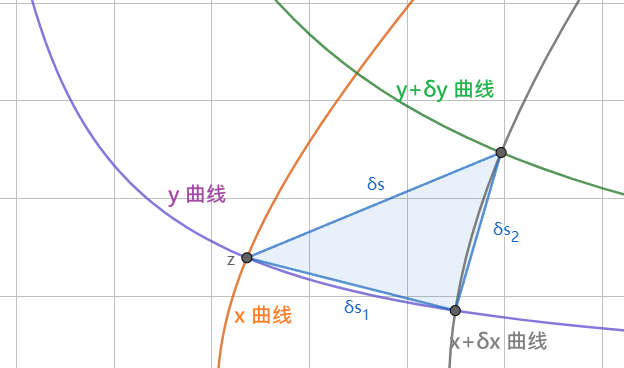 y+δy 曲线
δs
y 曲线
δs2
z
δs1
x 曲线
x+δx 曲线